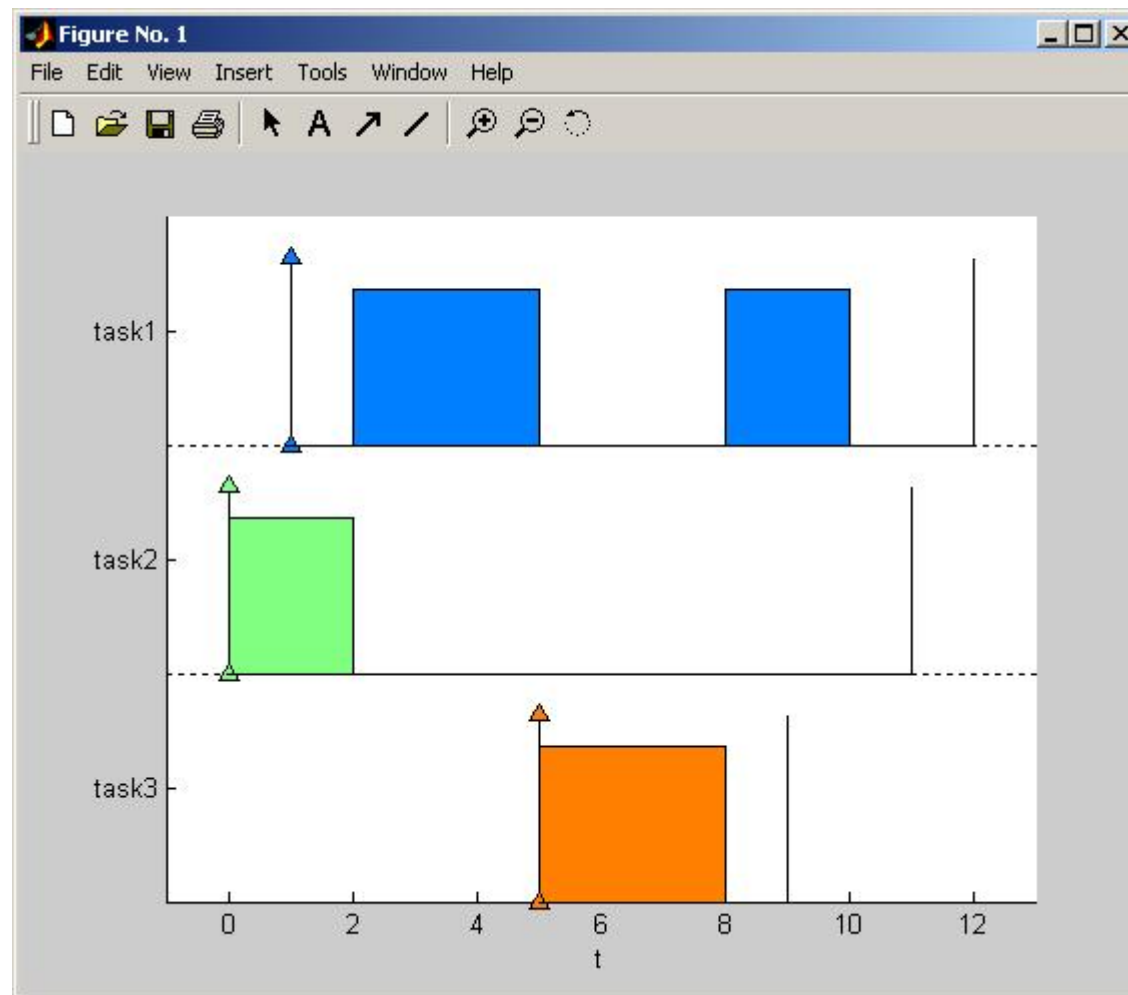 Figure No. 1
File Edit View Insert Tools Window Help
A
task1
task2
task3
0 2 4 6 8 10 12
t